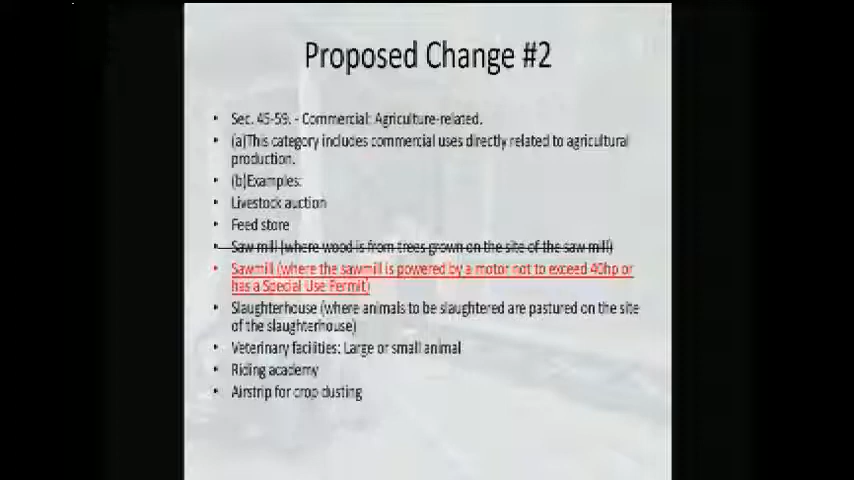 Proposed Change #2
• Sec. 45-59. - Commercial: Agriculture-related.
• (a)This category includes commercial uses directly related to agricultural
production.
• (b)Examples:
• Livestock auction
• Feed store
• Saw mill (where wood is from trees grown on the site of the saw mill)
• Sawmill (where the sawmill is powered by a motor not to exceed 40hp or
has a Special Use Permit)
• Slaughterhouse (where animals to be slaughtered are pastured on the site
of the slaughterhouse)
• Veterinary facilities: Large or small animal
• Riding academy
• Airstrip for crop dusting